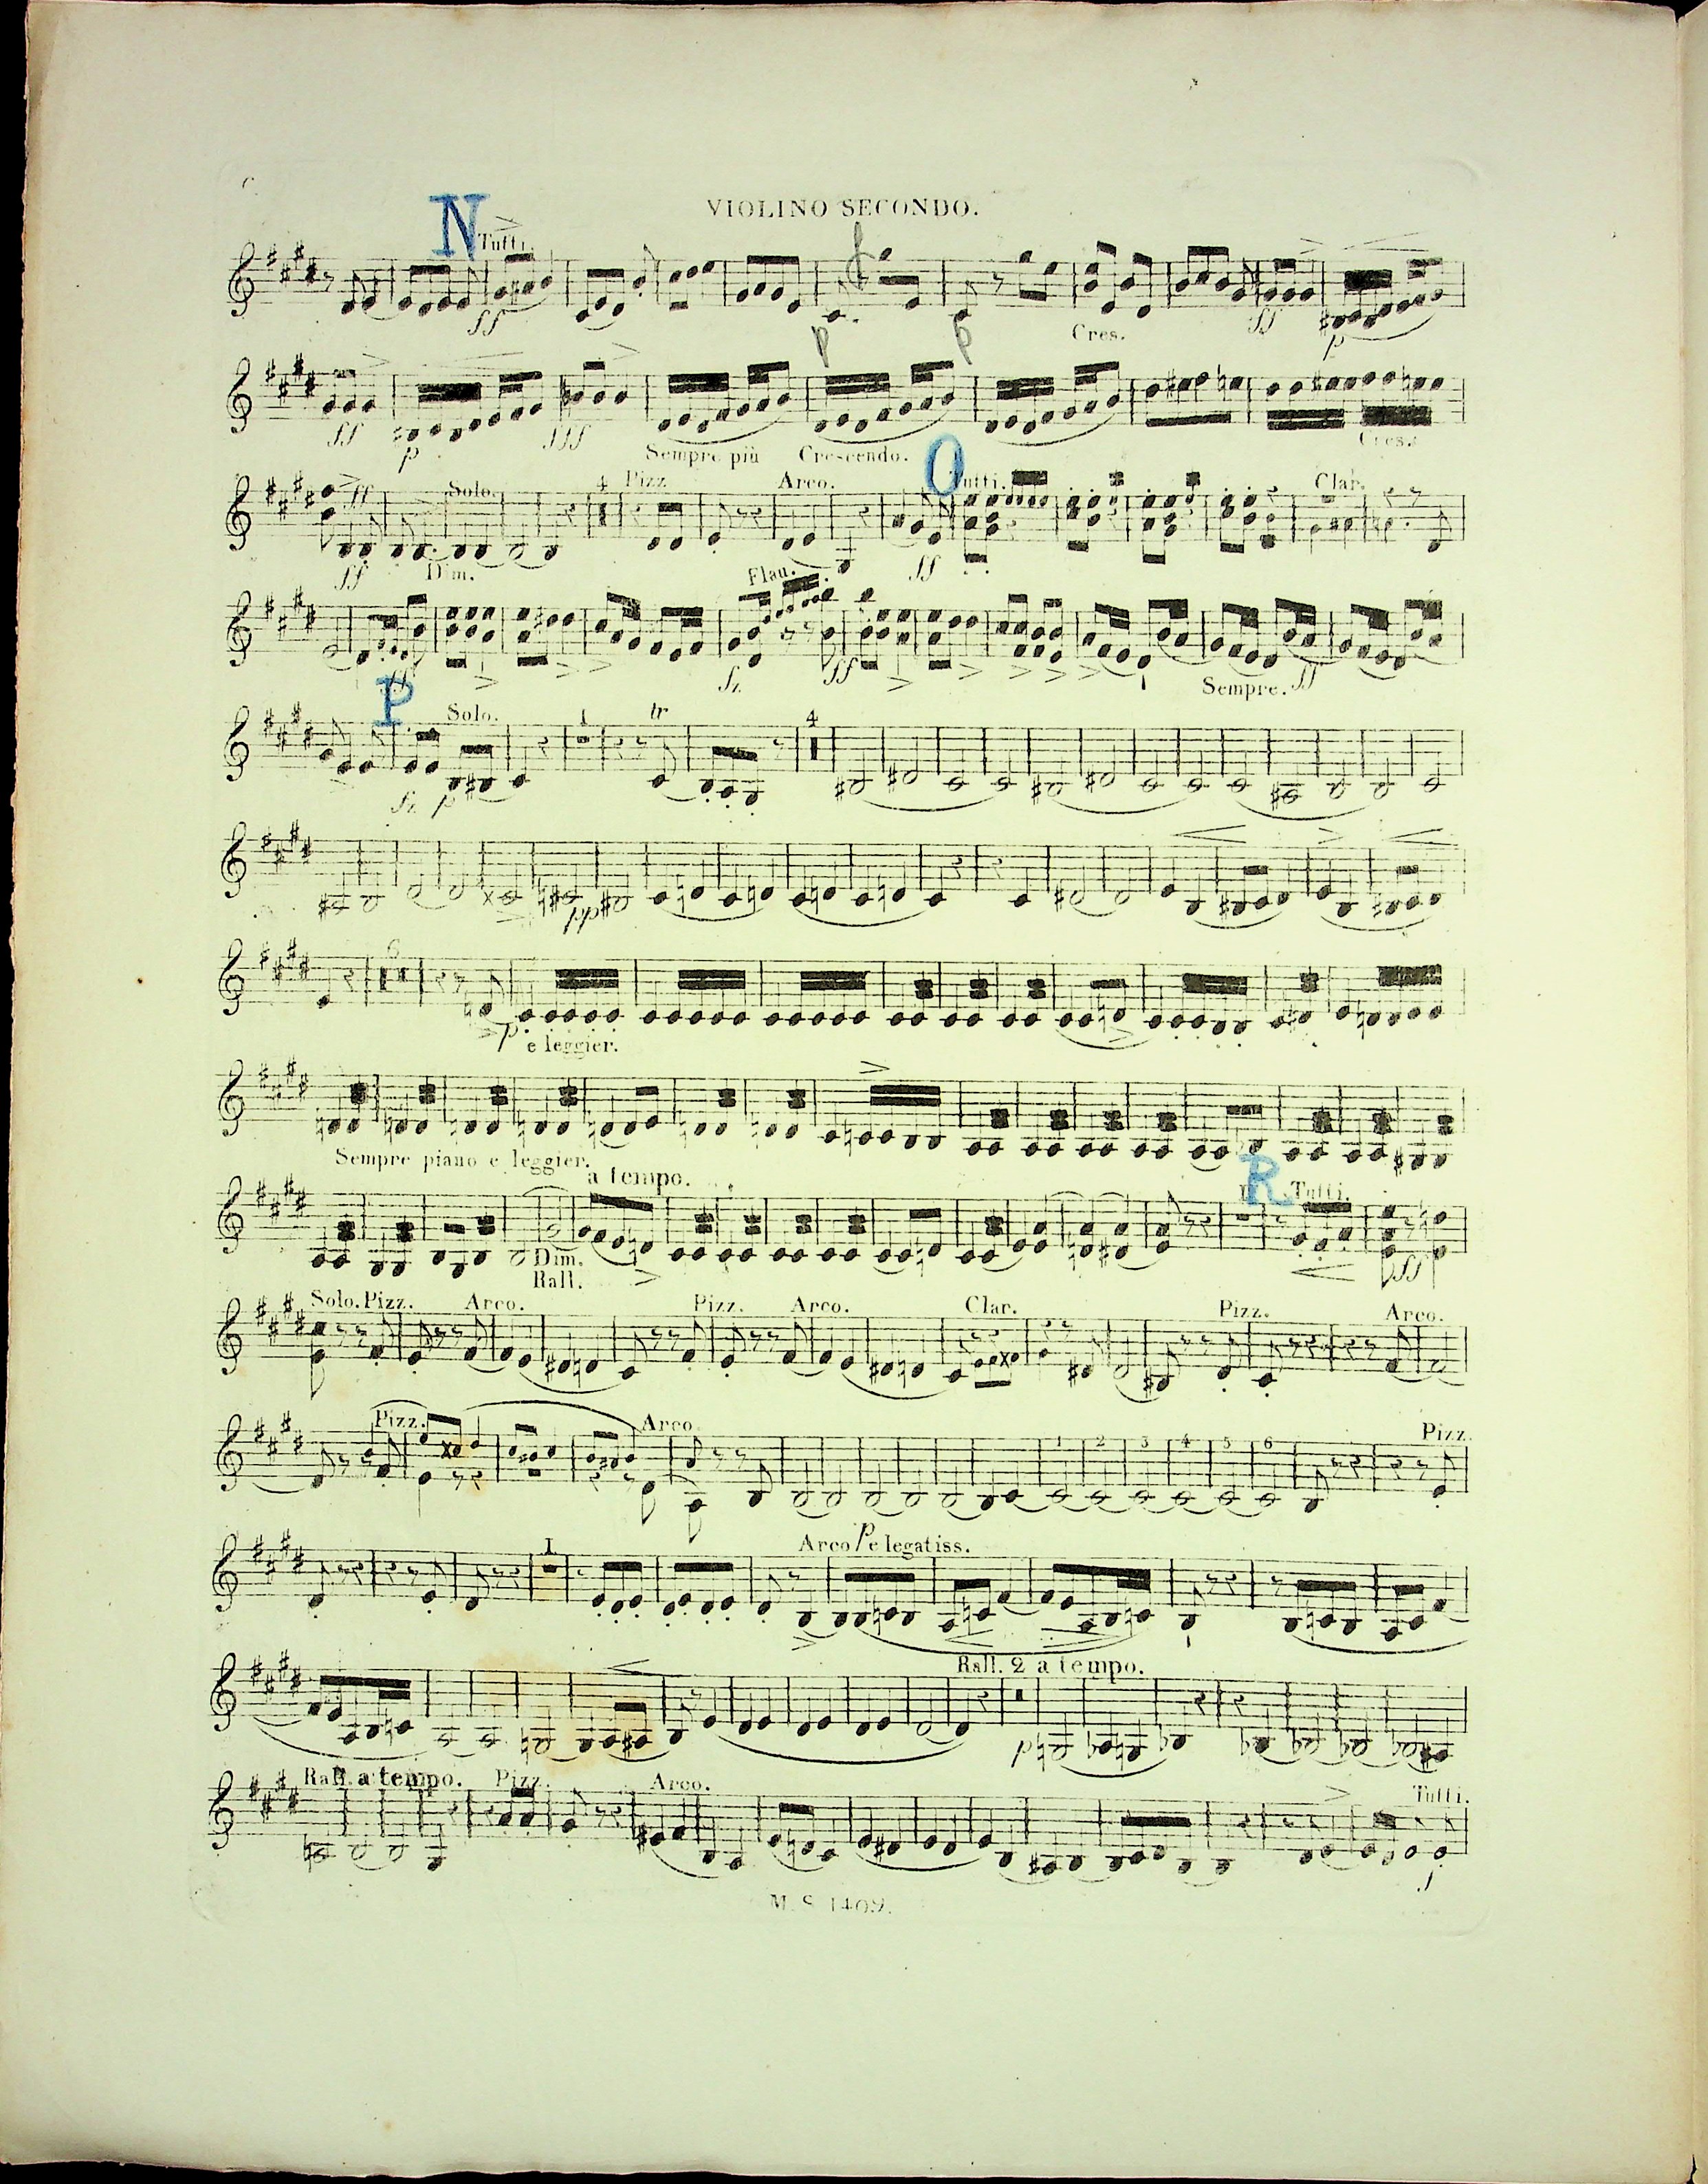 VIOLINO SECONDO.
N Tutti.
ff Cres. ff p
p p
ff p fff Sempre più Crescendo. Cres.
O
ff Solo. 4 Pizz. Arco. Tutti. Clar.
ff Dim. ff
Flau.
ff fz ff Sempre. ff
P Solo. 1 tr 4
fz p
pp
6
p e leggier.
Sempre piano e leggier.
a tempo. R Tutti.
Dim. ff
Rall.
Solo. Pizz. Arco. Pizz. Arco. Clar. Pizz. Arco.
Pizz. Arco. 1 2 3 4 5 6 Pizz.
1 Arco p e legatiss.
Rall. 2 a tempo.
p
Rall. a tempo. Pizz. Arco. Tutti.
f
M. S. 1409.